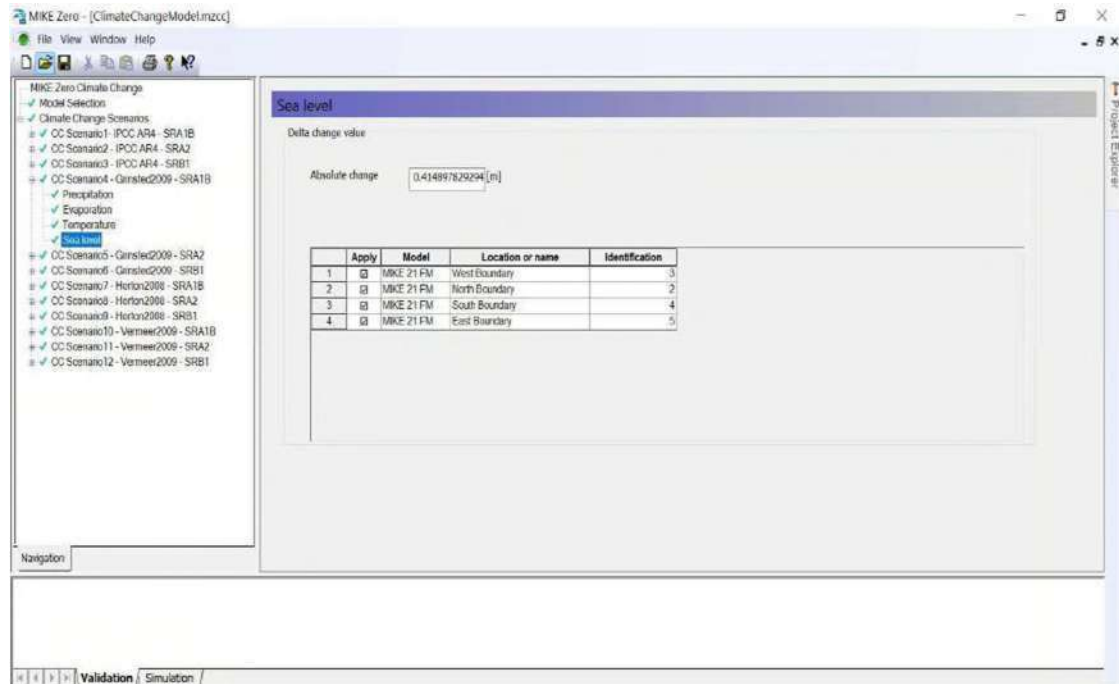 MIKE Zero - [ClimateChangeModel.mzcc]
File View Window Help
MIKE Zero Climate Change
Model Selection
Climate Change Scenarios
CC Scenario1- IPCC AR4 - SRA1B
CC Scenario2 - IPCC AR4 - SRA2
CC Scenario3 - IPCC AR4 - SRB1
CC Scenario4 - Grinsted2009 - SRA1B
Precipitation
Evaporation
Temperature
Sea level
CC Scenario5 - Grinsted2009 - SRA2
CC Scenario6 - Grinsted2009 - SRB1
CC Scenario7 - Horton2008 - SRA1B
CC Scenario8 - Horton2008 - SRA2
CC Scenario9 - Horton2008 - SRB1
CC Scenario10 - Vermeer2009 - SRA1B
CC Scenario11 - Vermeer2009 - SRA2
CC Scenario12 - Vermeer2009 - SRB1
Navigation
Sea level
Delta change value
Absolute change 0.414897829294 [m]
Apply Model Location or name Identification
1 MIKE 21 FM West Boundary 3
2 MIKE 21 FM North Boundary 2
3 MIKE 21 FM South Boundary 4
4 MIKE 21 FM East Boundary 5
Project Explorer
Validation Simulation